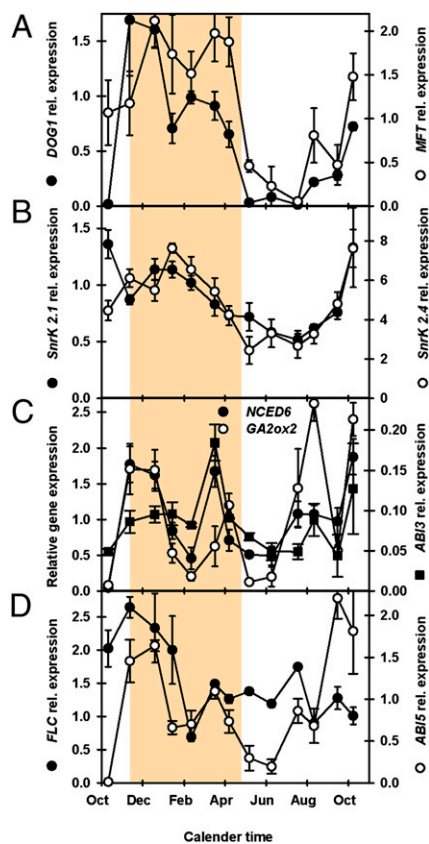 A
DOG1 rel. expression
1.5
1.0
0.5
0.0
2.0
1.5
1.0
0.5
0.0
MFT rel. expression
B
SnrK 2.1 rel. expression
1.5
1.0
0.5
0.0
8
6
4
2
0
SnrK 2.4 rel. expression
C
Relative gene expression
2.5
2.0
1.5
1.0
0.5
0.0
NCED6
GA2ox2
0.20
0.15
0.10
0.05
0.00
ABI3 rel. expression
D
FLC rel. expression
2.5
2.0
1.5
1.0
0.5
0.0
2.0
1.5
1.0
0.5
0.0
ABI5 rel. expression
Oct Dec Feb Apr Jun Aug Oct
Calender time